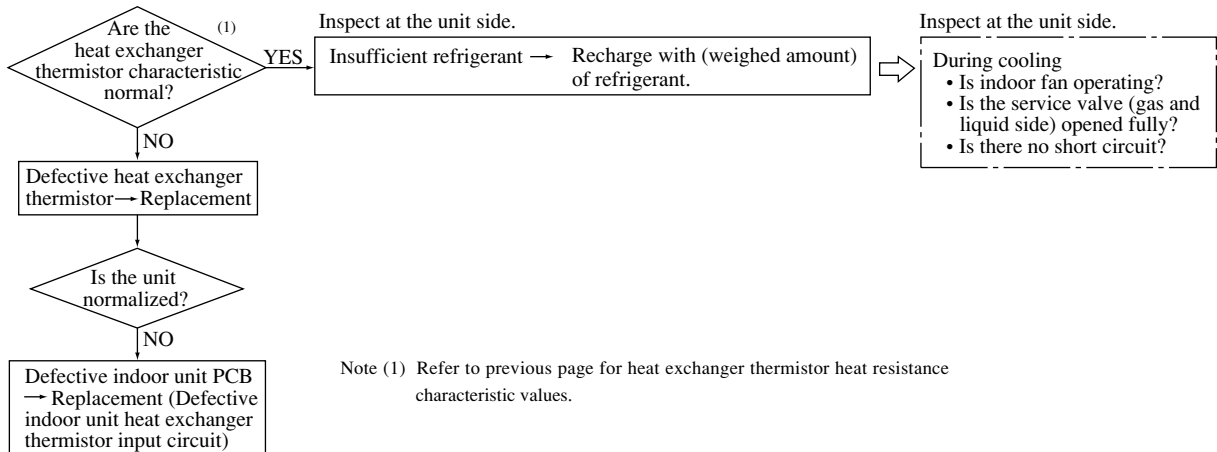 Are the
heat exchanger
thermistor characteristic
normal?
(1)
YES
Inspect at the unit side.
Insufficient refrigerant → Recharge with (weighed amount)
of refrigerant.
Inspect at the unit side.
During cooling
• Is indoor fan operating?
• Is the service valve (gas and
liquid side) opened fully?
• Is there no short circuit?
NO
Defective heat exchanger
thermistor → Replacement
Is the unit
normalized?
NO
Defective indoor unit PCB
→ Replacement (Defective
indoor unit heat exchanger
thermistor input circuit)
Note (1) Refer to previous page for heat exchanger thermistor heat resistance
characteristic values.